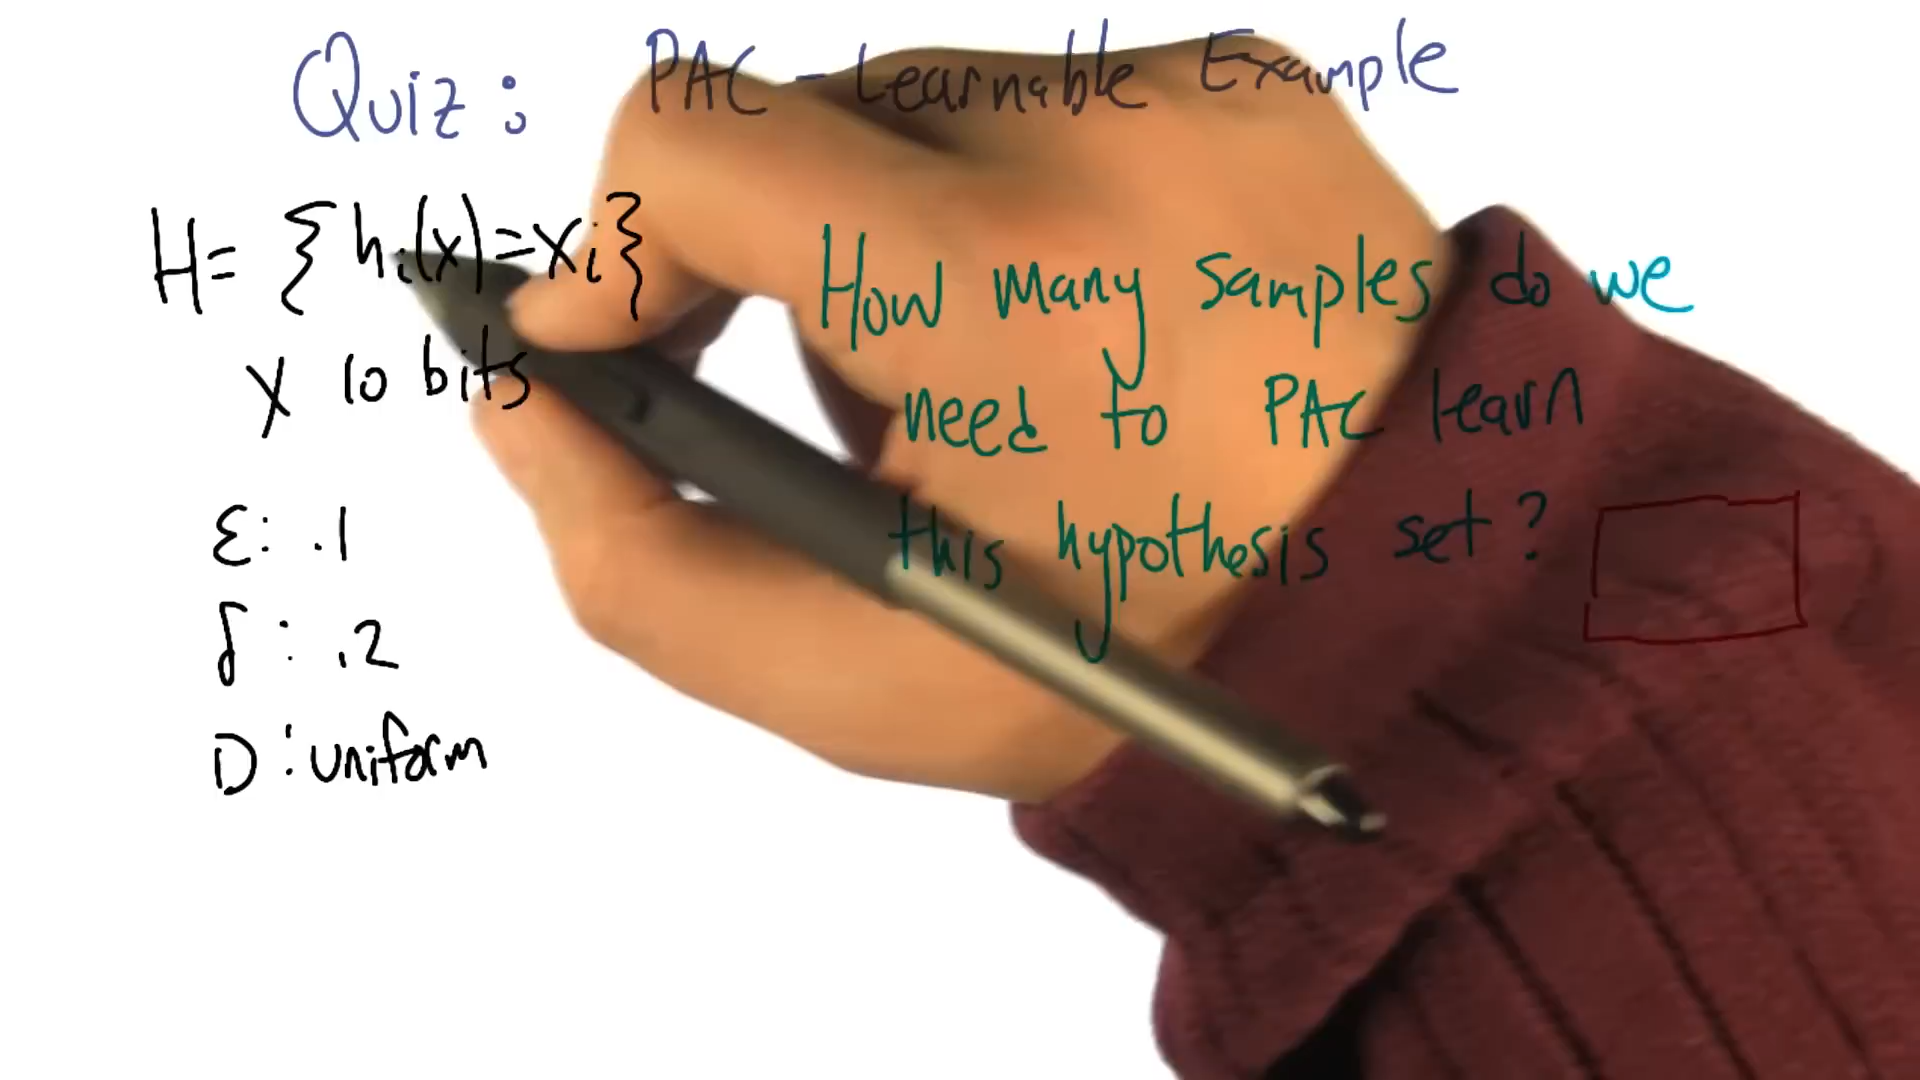 Quiz: PAC-Learnable Example
H= {hi(x)=xi}
X 10 bits
ε: .1
δ: .2
D: uniform
How many samples do we
need to PAC learn
this hypothesis set?